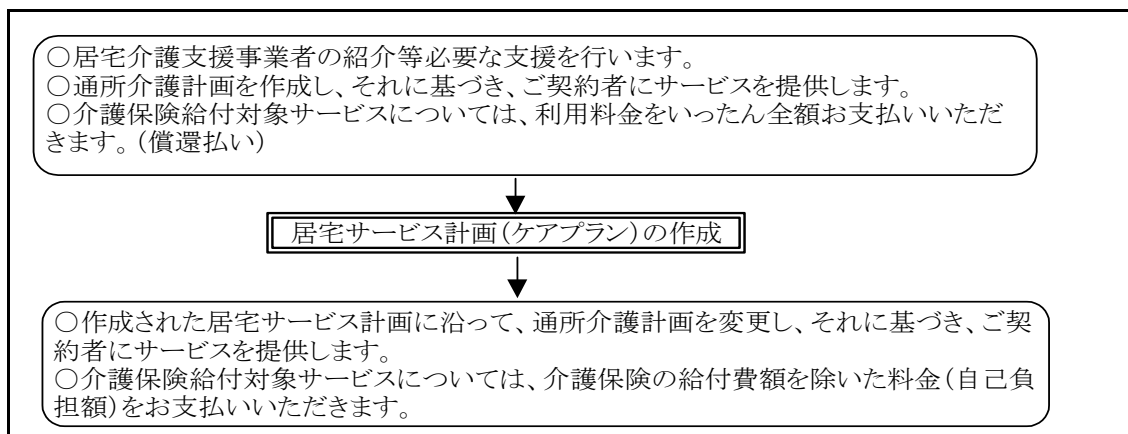 ○居宅介護支援事業者の紹介等必要な支援を行います。
○通所介護計画を作成し、それに基づき、ご契約者にサービスを提供します。
○介護保険給付対象サービスについては、利用料金をいったん全額お支払いいただ
きます。(償還払い)
居宅サービス計画(ケアプラン)の作成
○作成された居宅サービス計画に沿って、通所介護計画を変更し、それに基づき、ご契
約者にサービスを提供します。
○介護保険給付対象サービスについては、介護保険の給付費額を除いた料金(自己負
担額)をお支払いいただきます。